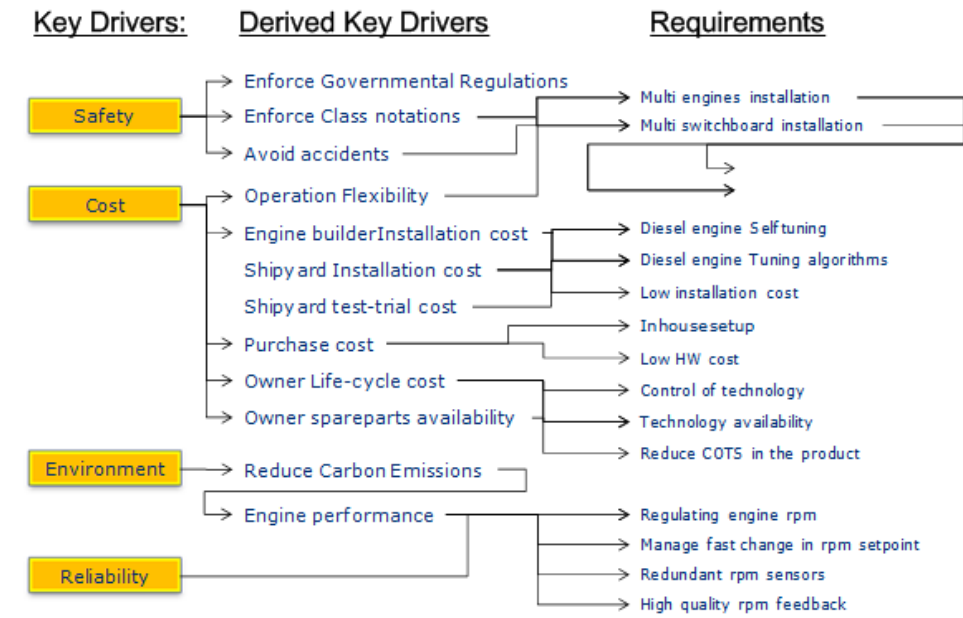 Key Drivers: Derived Key Drivers Requirements
Enforce Governmental Regulations
Safety
Enforce Class notations
Avoid accidents
Multi engines installation
Multi switchboard installation
Cost
Operation Flexibility
Engine builderInstallation cost
Shipyard Installation cost
Shipyard test-trial cost
Diesel engine Selftuning
Diesel engine Tuning algorithms
Low installation cost
Purchase cost
Inhousesetup
Low HW cost
Owner Life-cycle cost
Owner spareparts availability
Control of technology
Technology availability
Reduce COTS in the product
Environment
Reduce Carbon Emissions
Engine performance
Regulating engine rpm
Manage fast change in rpm setpoint
Redundant rpm sensors
High quality rpm feedback
Reliability